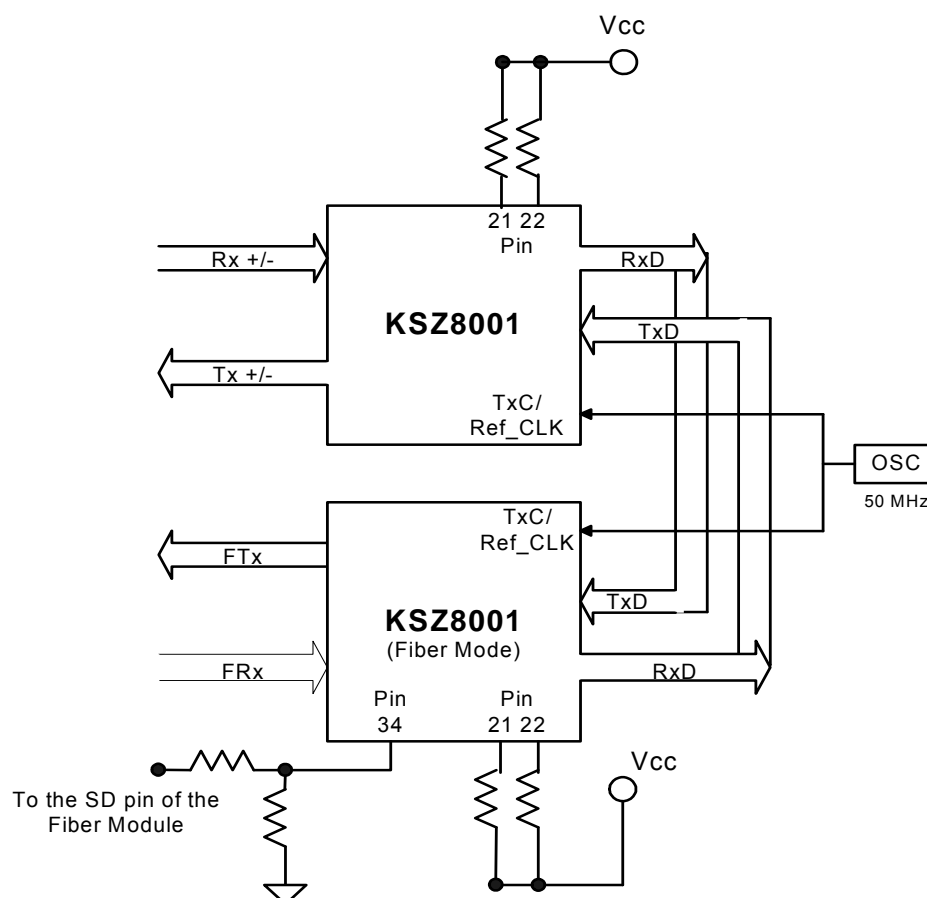 Vcc
21 22
Pin
Rx +/-
RxD
KSZ8001
TxD
Tx +/-
TxC/
Ref_CLK
OSC
50 MHz
TxC/
Ref_CLK
FTx
TxD
KSZ8001
(Fiber Mode)
FRx
RxD
Pin
34
Pin
21 22
Vcc
To the SD pin of the
Fiber Module